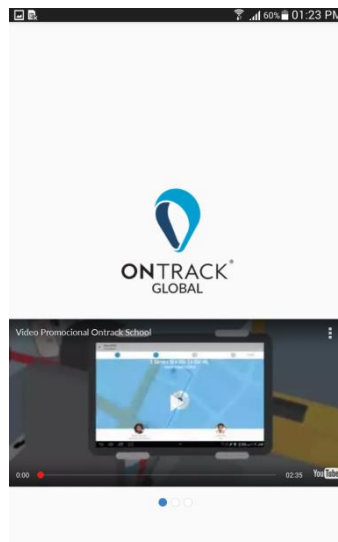 60% 01:23 PM
ONTRACK®
GLOBAL
Video Promocional Ontrack School
0:00
02:35
YouTube